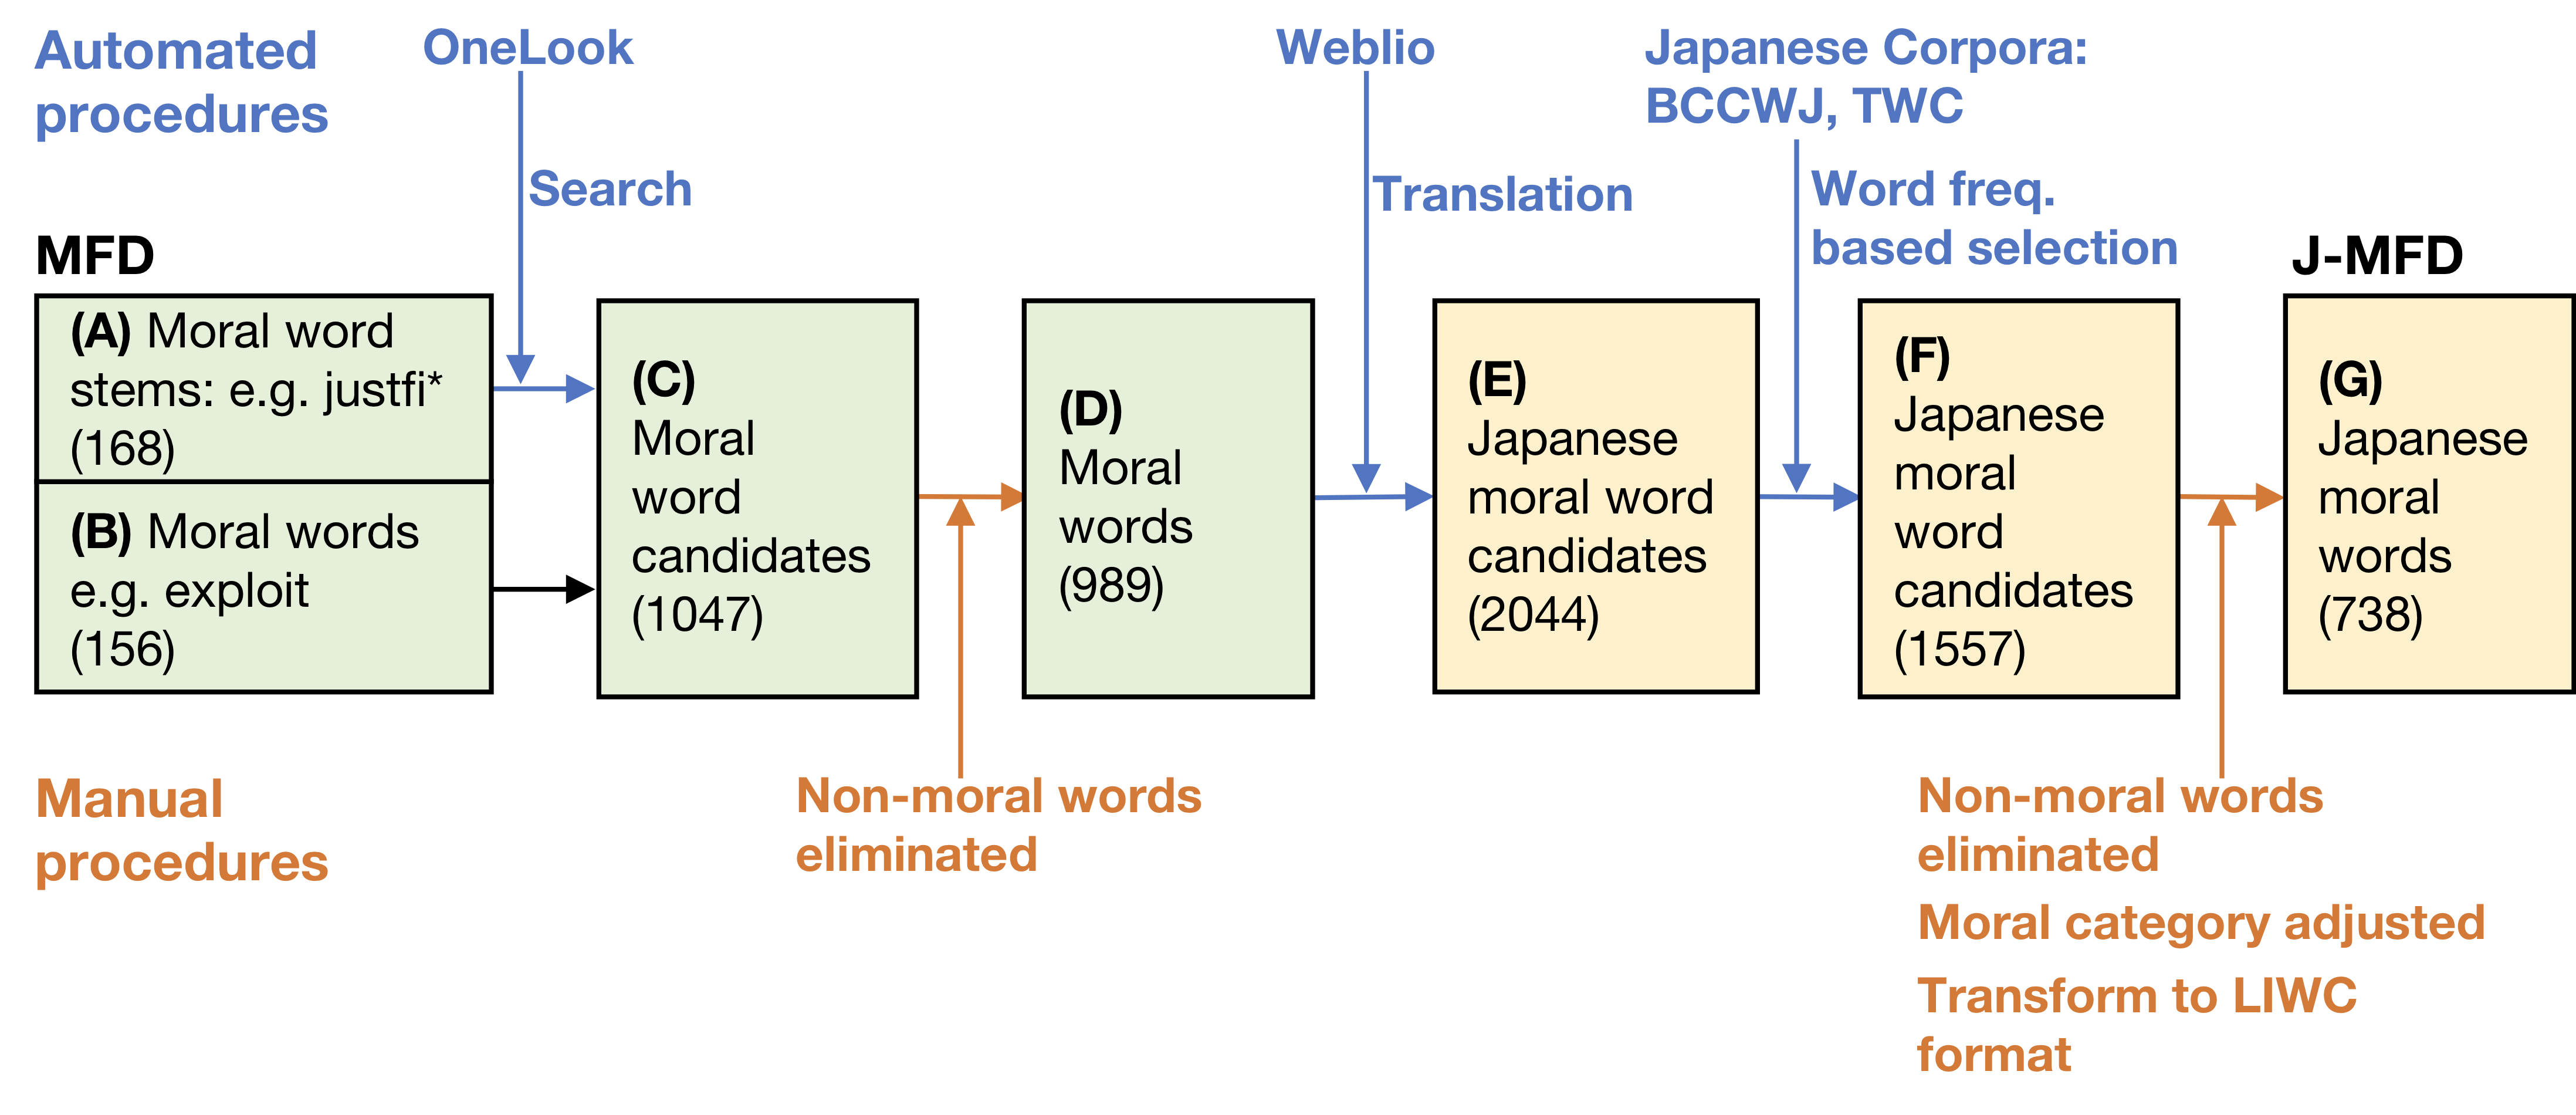 Automated
procedures
OneLook
Search
Weblio
Translation
Japanese Corpora:
BCCWJ, TWC
Word freq.
based selection
MFD
J-MFD
(A) Moral word
stems: e.g. justfi*
(168)
(B) Moral words
e.g. exploit
(156)
(C)
Moral
word
candidates
(1047)
(D)
Moral
words
(989)
(E)
Japanese
moral word
candidates
(2044)
(F)
Japanese
moral
word
candidates
(1557)
(G)
Japanese
moral
words
(738)
Manual
procedures
Non-moral words
eliminated
Non-moral words
eliminated
Moral category adjusted
Transform to LIWC
format